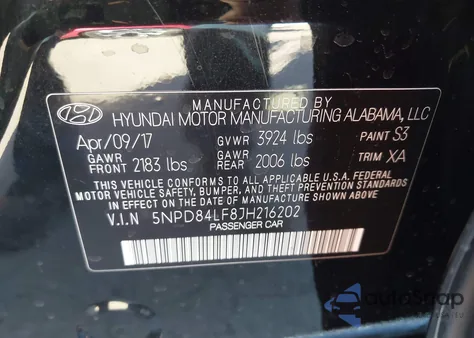 MANUFACTURED BY
HYUNDAI MOTOR MANUFACTURING ALABAMA, LLC
Apr/09/17 GVWR 3924 lbs PAINT S3
GAWR FRONT 2183 lbs GAWR REAR 2006 lbs TRIM XA
THIS VEHICLE CONFORMS TO ALL APPLICABLE U.S.A. FEDERAL
MOTOR VEHICLE SAFETY, BUMPER, AND THEFT PREVENTION STANDARDS
IN EFFECT ON THE DATE OF MANUFACTURE SHOWN ABOVE.
V.I.N 5NPD84LF8JH216202
PASSENGER CAR
autoSnap